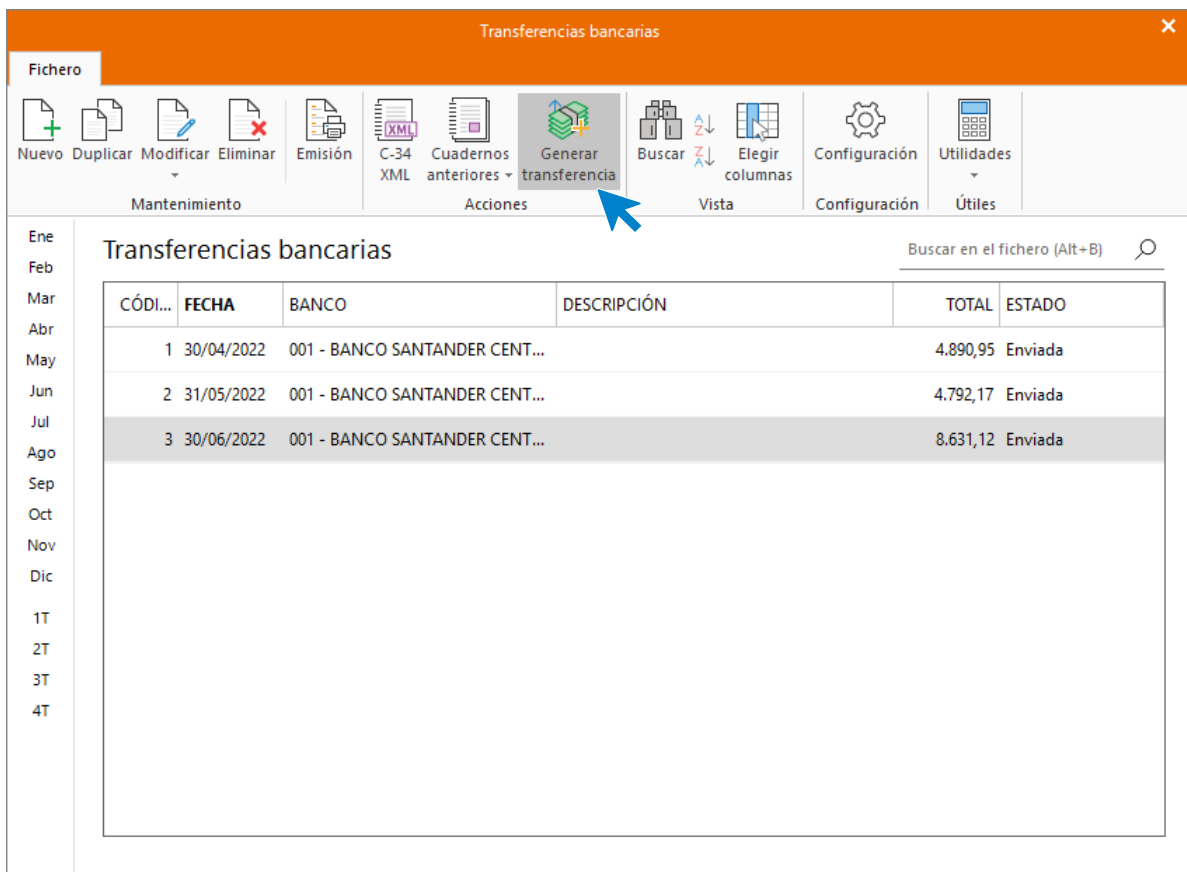 Transferencias bancarias
Fichero
Nuevo Duplicar Modificar Eliminar Emisión C-34 XML Cuadernos anteriores Generar transferencia Buscar Elegir columnas Configuración Utilidades
Mantenimiento Acciones Vista Configuración Útiles
Ene
Feb
Mar
Abr
May
Jun
Jul
Ago
Sep
Oct
Nov
Dic
1T
2T
3T
4T
Transferencias bancarias
Buscar en el fichero (Alt+B)
CÓDI... FECHA BANCO DESCRIPCIÓN TOTAL ESTADO
1 30/04/2022 001 - BANCO SANTANDER CENT... 4.890,95 Enviada
2 31/05/2022 001 - BANCO SANTANDER CENT... 4.792,17 Enviada
3 30/06/2022 001 - BANCO SANTANDER CENT... 8.631,12 Enviada